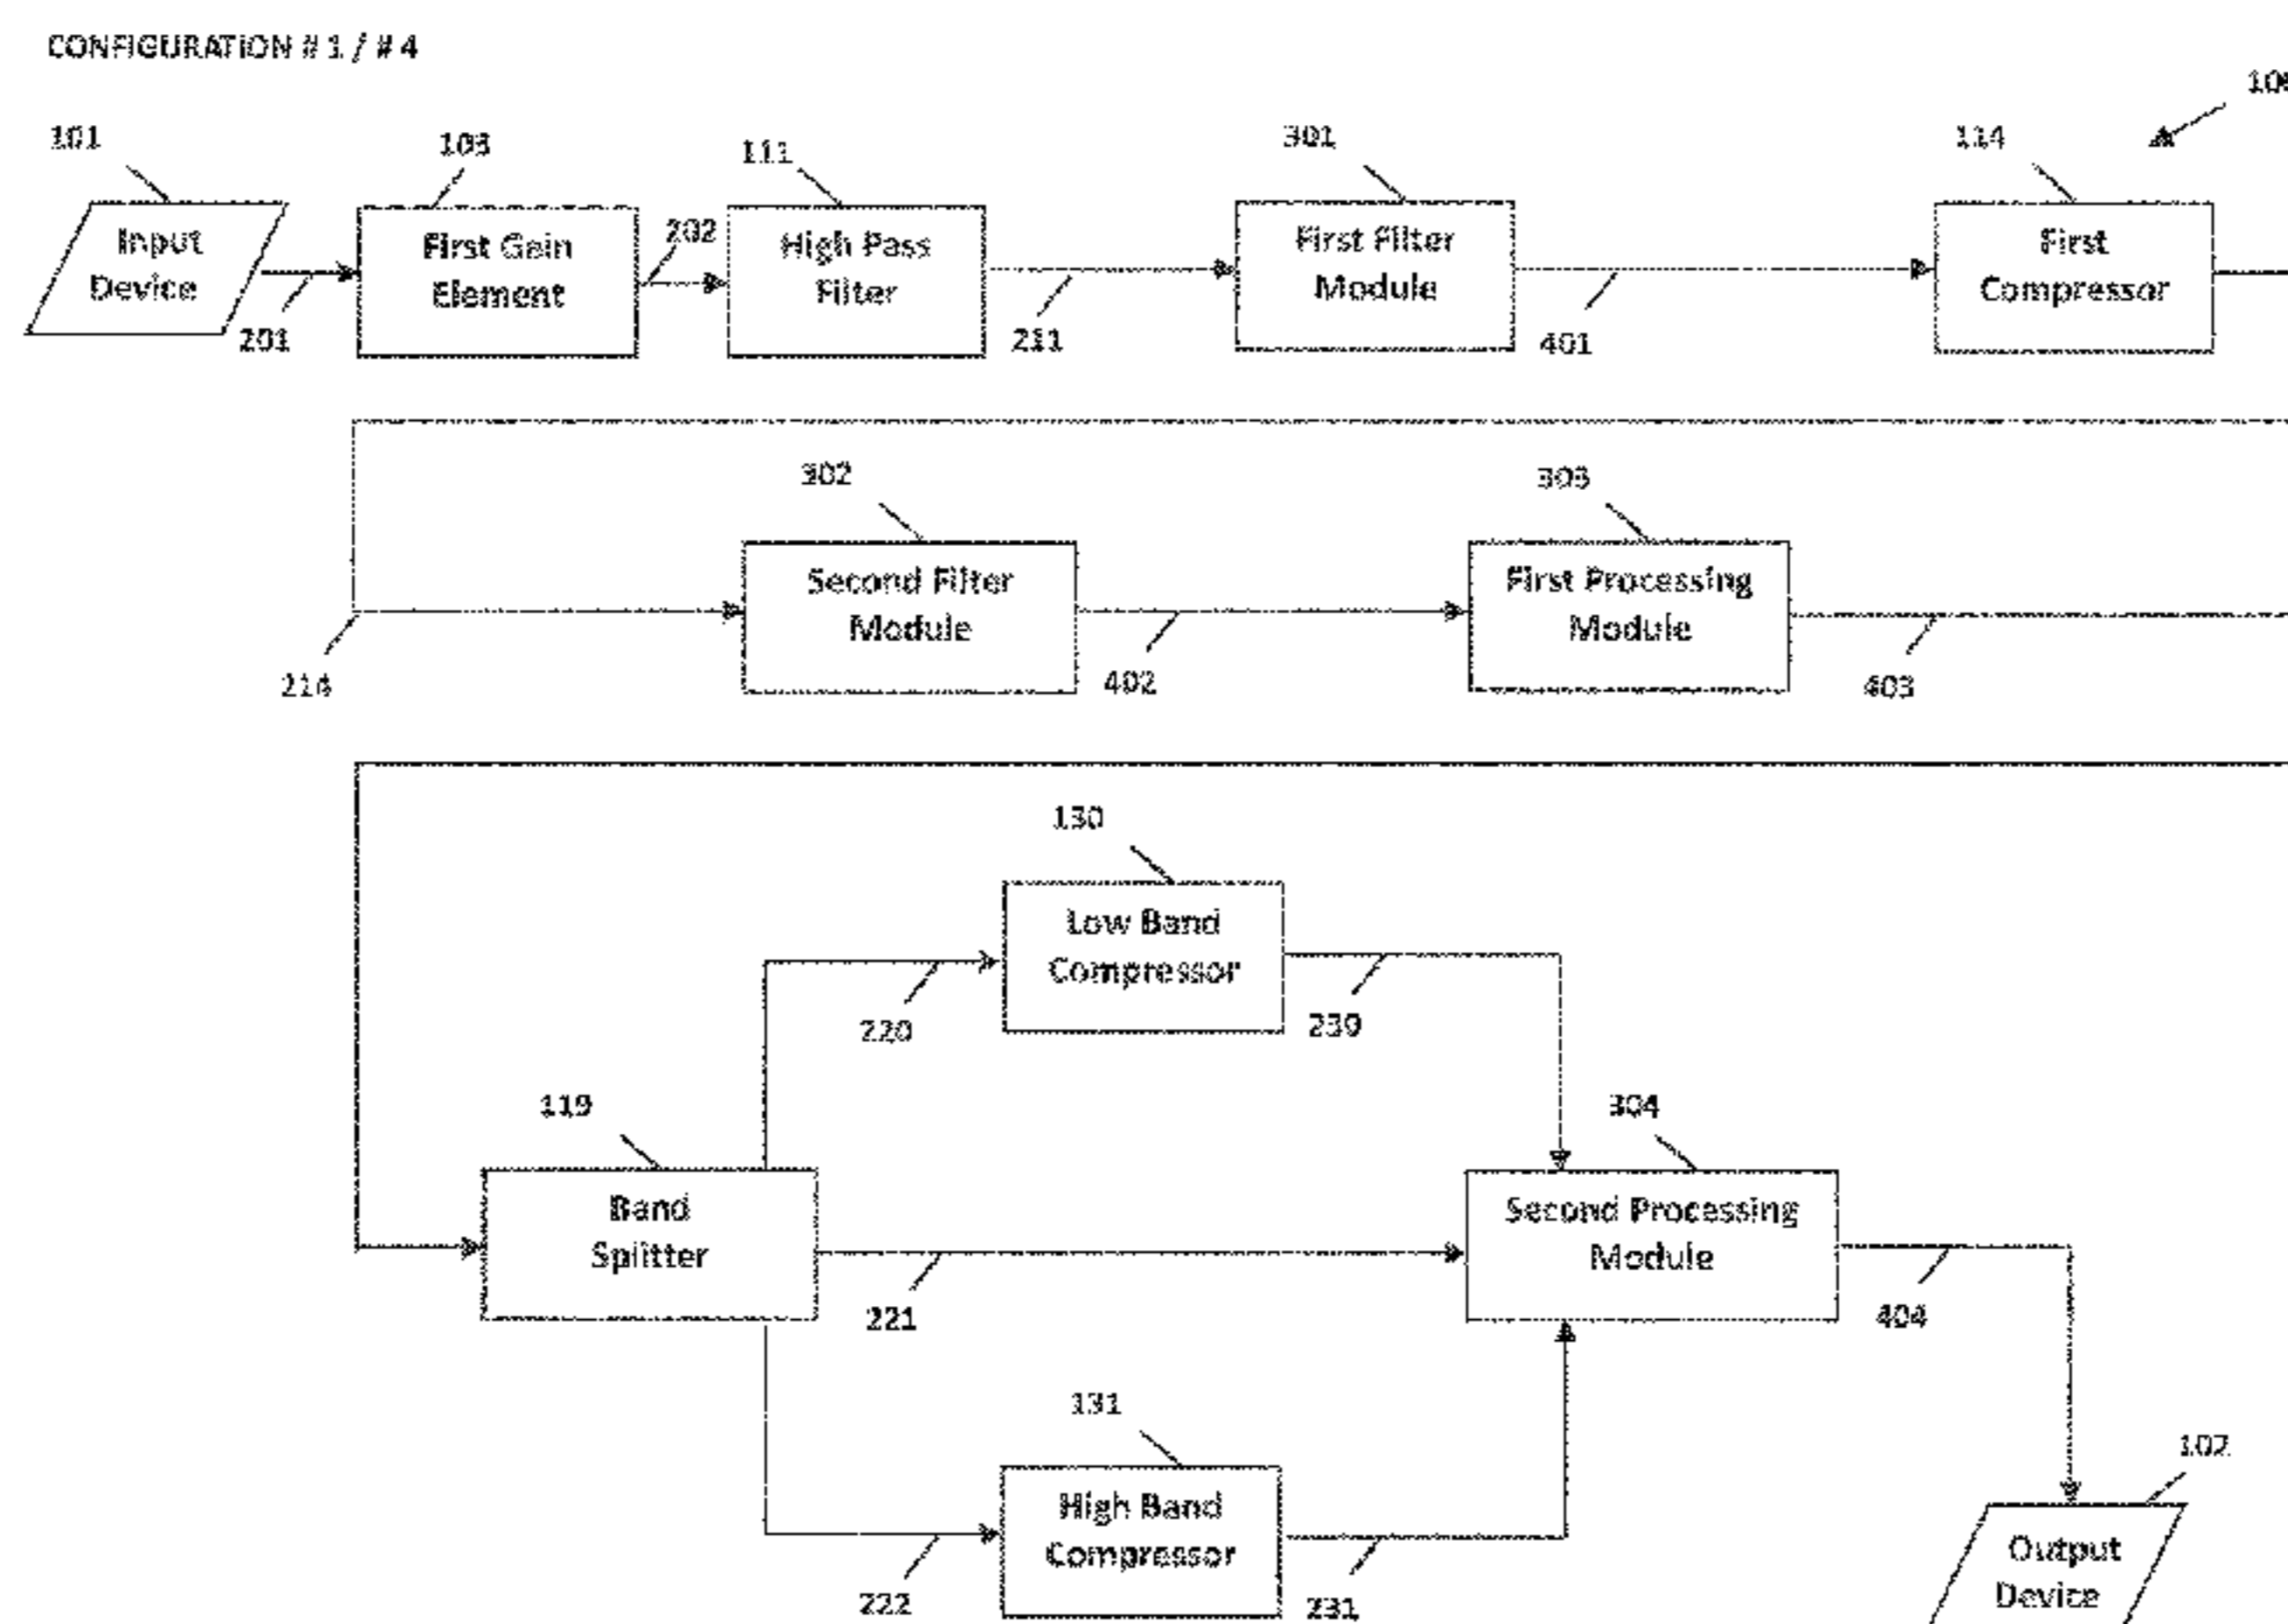 CONFIGURATION # 1 / # 4
101
103
111
301
114
Input
Device
First Gain
Element
202
High Pass
Filter
First Filter
Module
First
Compressor
201
211
401
302
303
Second Filter
Module
First Processing
Module
214
402
403
130
Low Band
Compressor
220
230
119
304
Band
Splitter
Second Processing
Module
221
404
131
102
High Band
Compressor
Output
Device
222
231